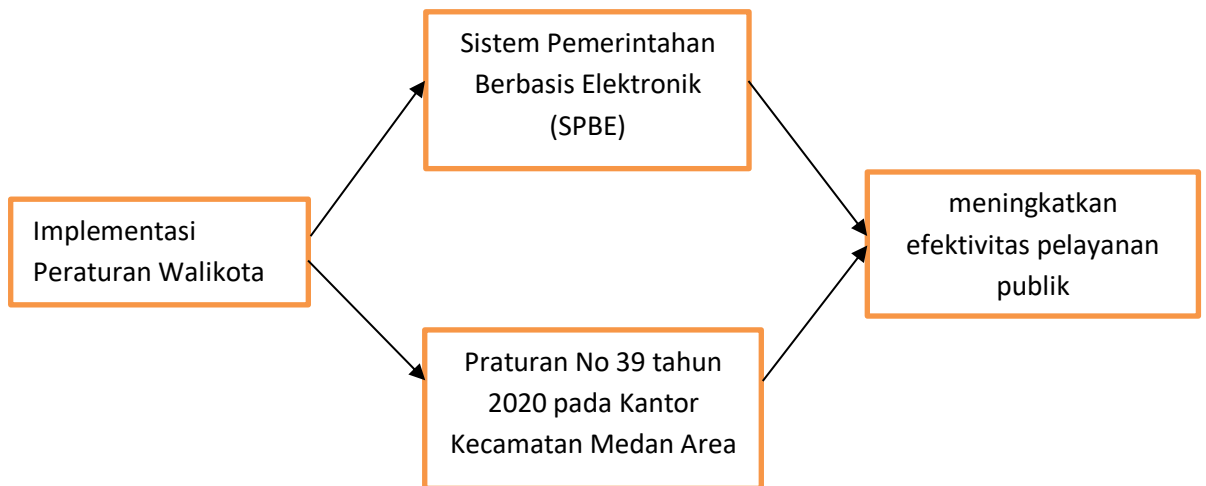 Sistem Pemerintahan
Berbasis Elektronik
(SPBE)
Implementasi
Peraturan Walikota
meningkatkan
efektivitas pelayanan
publik
Praturan No 39 tahun
2020 pada Kantor
Kecamatan Medan Area